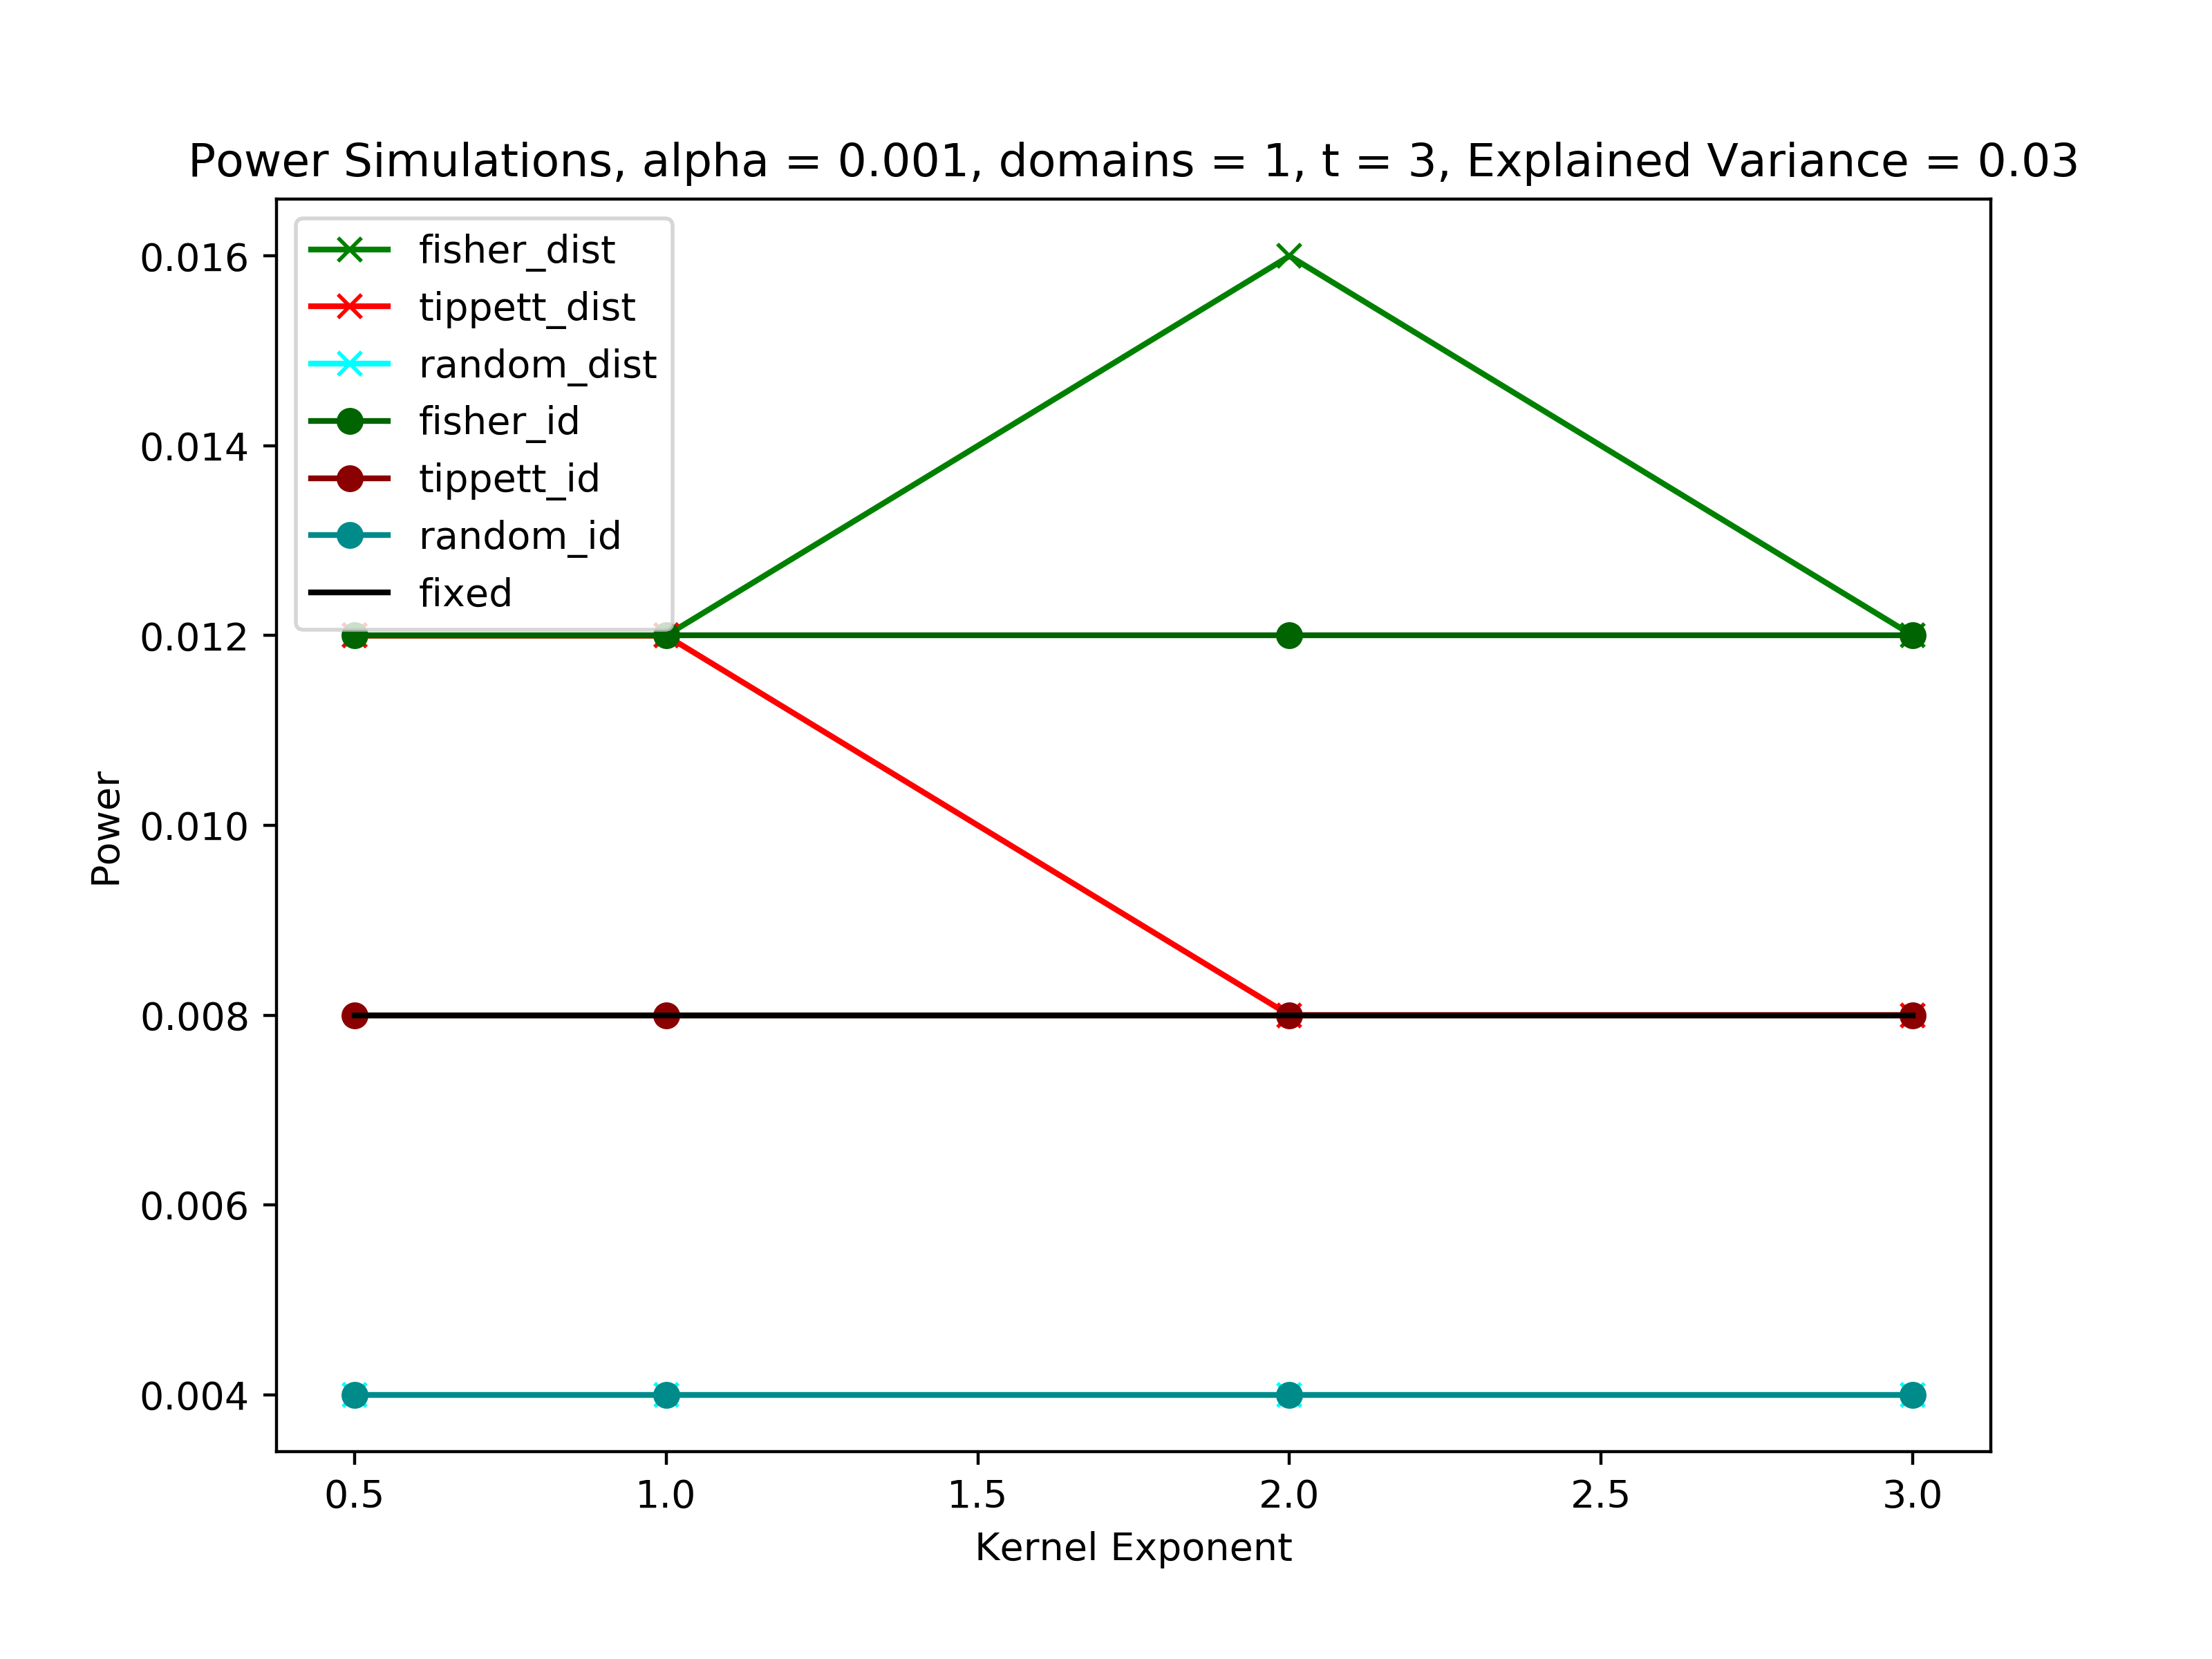 Power Simulations, alpha = 0.001, domains = 1, t = 3, Explained Variance = 0.03
fisher_dist
tippett_dist
random_dist
fisher_id
tippett_id
random_id
fixed
0.016
0.014
0.012
0.010
0.008
0.006
0.004
Power
0.5 1.0 1.5 2.0 2.5 3.0
Kernel Exponent